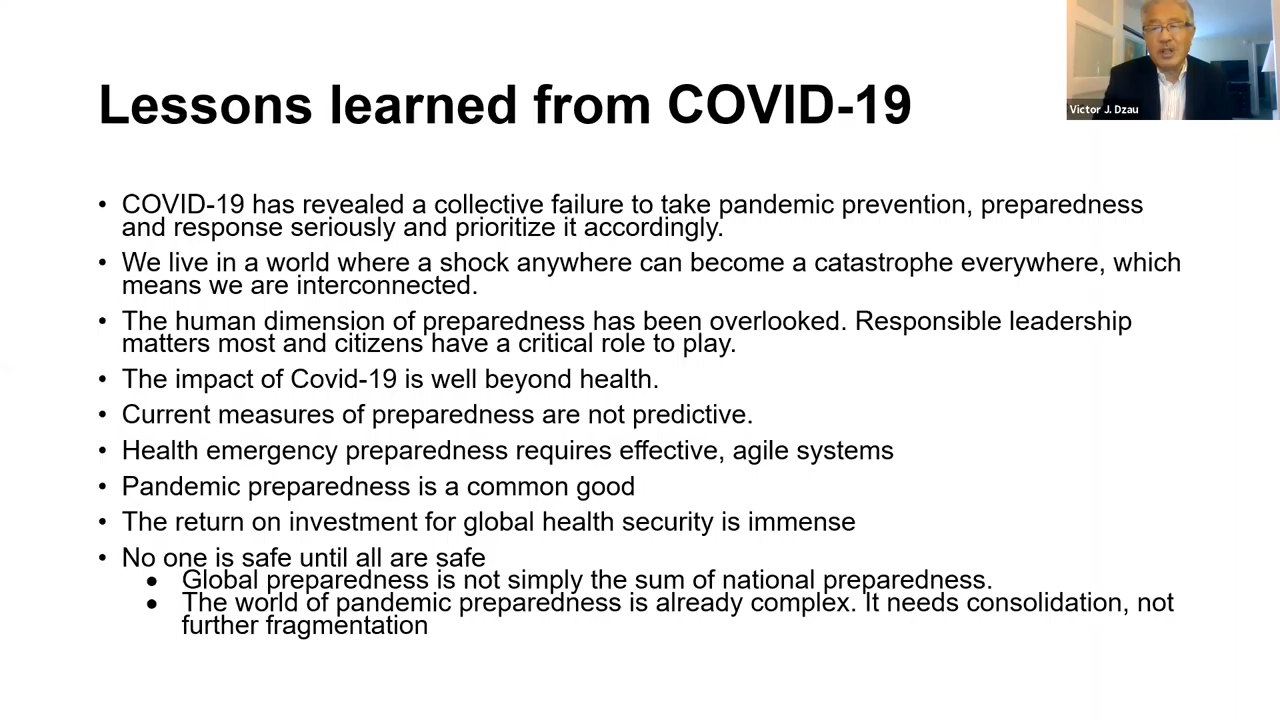 Lessons learned from COVID-19
Victor J. Dzau
• COVID-19 has revealed a collective failure to take pandemic prevention, preparedness
and response seriously and prioritize it accordingly.
• We live in a world where a shock anywhere can become a catastrophe everywhere, which
means we are interconnected.
• The human dimension of preparedness has been overlooked. Responsible leadership
matters most and citizens have a critical role to play.
• The impact of Covid-19 is well beyond health.
• Current measures of preparedness are not predictive.
• Health emergency preparedness requires effective, agile systems
• Pandemic preparedness is a common good
• The return on investment for global health security is immense
• No one is safe until all are safe
• Global preparedness is not simply the sum of national preparedness.
• The world of pandemic preparedness is already complex. It needs consolidation, not
further fragmentation